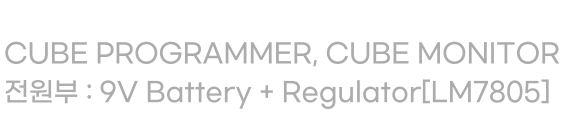 CUBE PROGRAMMER, CUBE MONITOR
전원부 : 9V Battery + Regulator[LM7805]